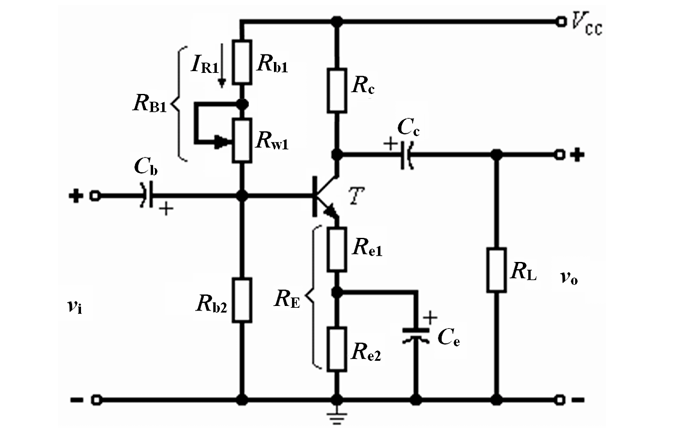 V_CC
I_R1
R_b1
R_B1
R_c
R_w1
C_c
+
+
C_b
+
+
T
R_e1
R_E
R_L
v_o
v_i
R_b2
+
C_e
R_e2
-
-